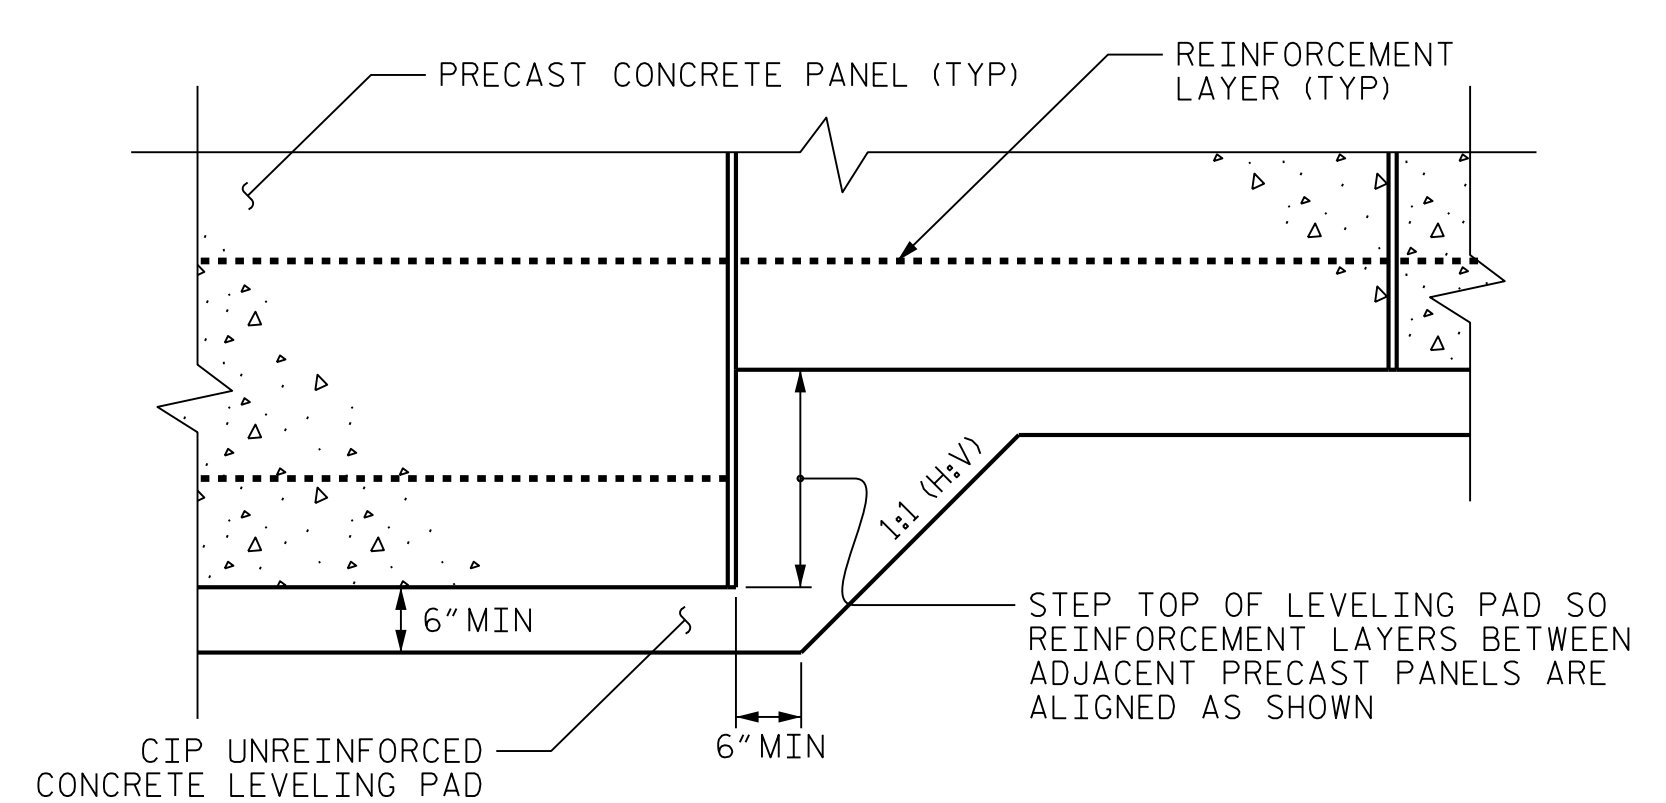 PRECAST CONCRETE PANEL (TYP)
REINFORCEMENT
LAYER (TYP)
1:1 (H:V)
6"MIN
STEP TOP OF LEVELING PAD SO
REINFORCEMENT LAYERS BETWEEN
ADJACENT PRECAST PANELS ARE
ALIGNED AS SHOWN
6"MIN
CIP UNREINFORCED
CONCRETE LEVELING PAD